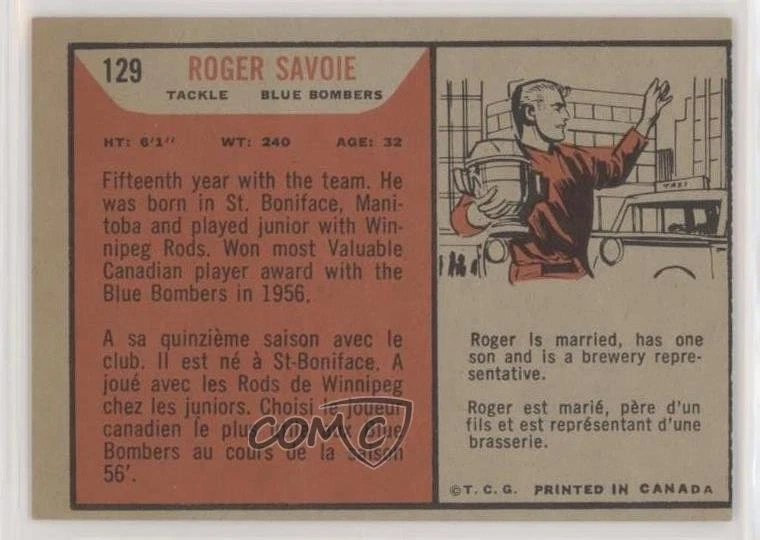 129 ROGER SAVOIE
TACKLE BLUE BOMBERS
HT: 6'1" WT: 240 AGE: 32
Fifteenth year with the team. He
was born in St. Boniface, Mani-
toba and played junior with Win-
nipeg Rods. Won most Valuable
Canadian player award with the
Blue Bombers in 1956.
A sa quinzième saison avec le
club. Il est né à St-Boniface. A
joué avec les Rods de Winnipeg
chez les juniors. Choisi le joueur
canadien le plus Blue
Bombers au cours de la saison
56'.
COMC
TAXI
Roger is married, has one
son and is a brewery repre-
sentative.
Roger est marié, père d'un
fils et est représentant d'une
brasserie.
©T. C. G. PRINTED IN CANADA